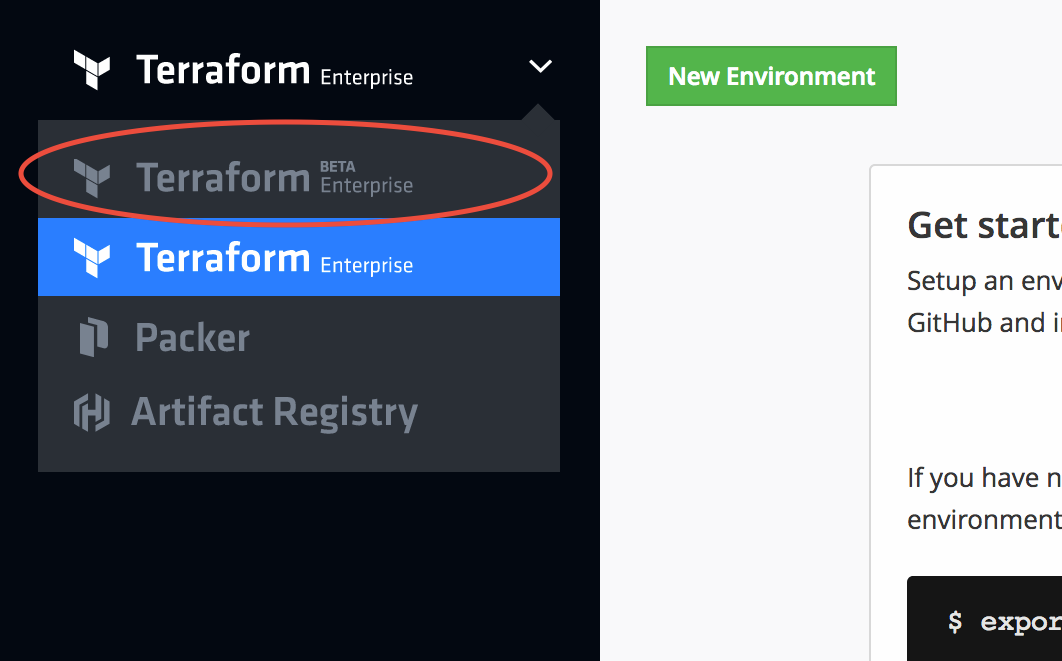 Terraform Enterprise
Terraform BETA Enterprise
Terraform Enterprise
Packer
Artifact Registry
New Environment
Get start
Setup an env
GitHub and i
If you have n
environment
$ expor